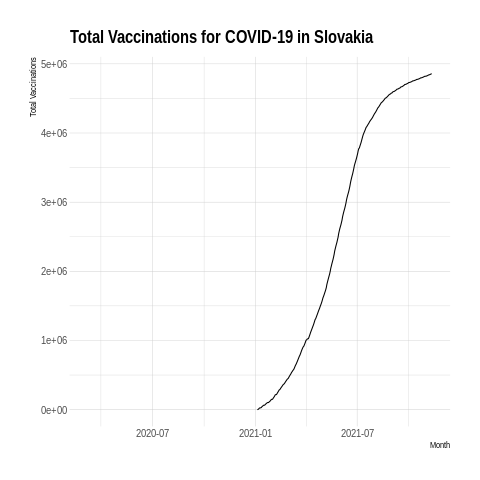 Total Vaccinations for COVID-19 in Slovakia
Total Vaccinations
5e+06
4e+06
3e+06
2e+06
1e+06
0e+00
2020-07
2021-01
2021-07
Month